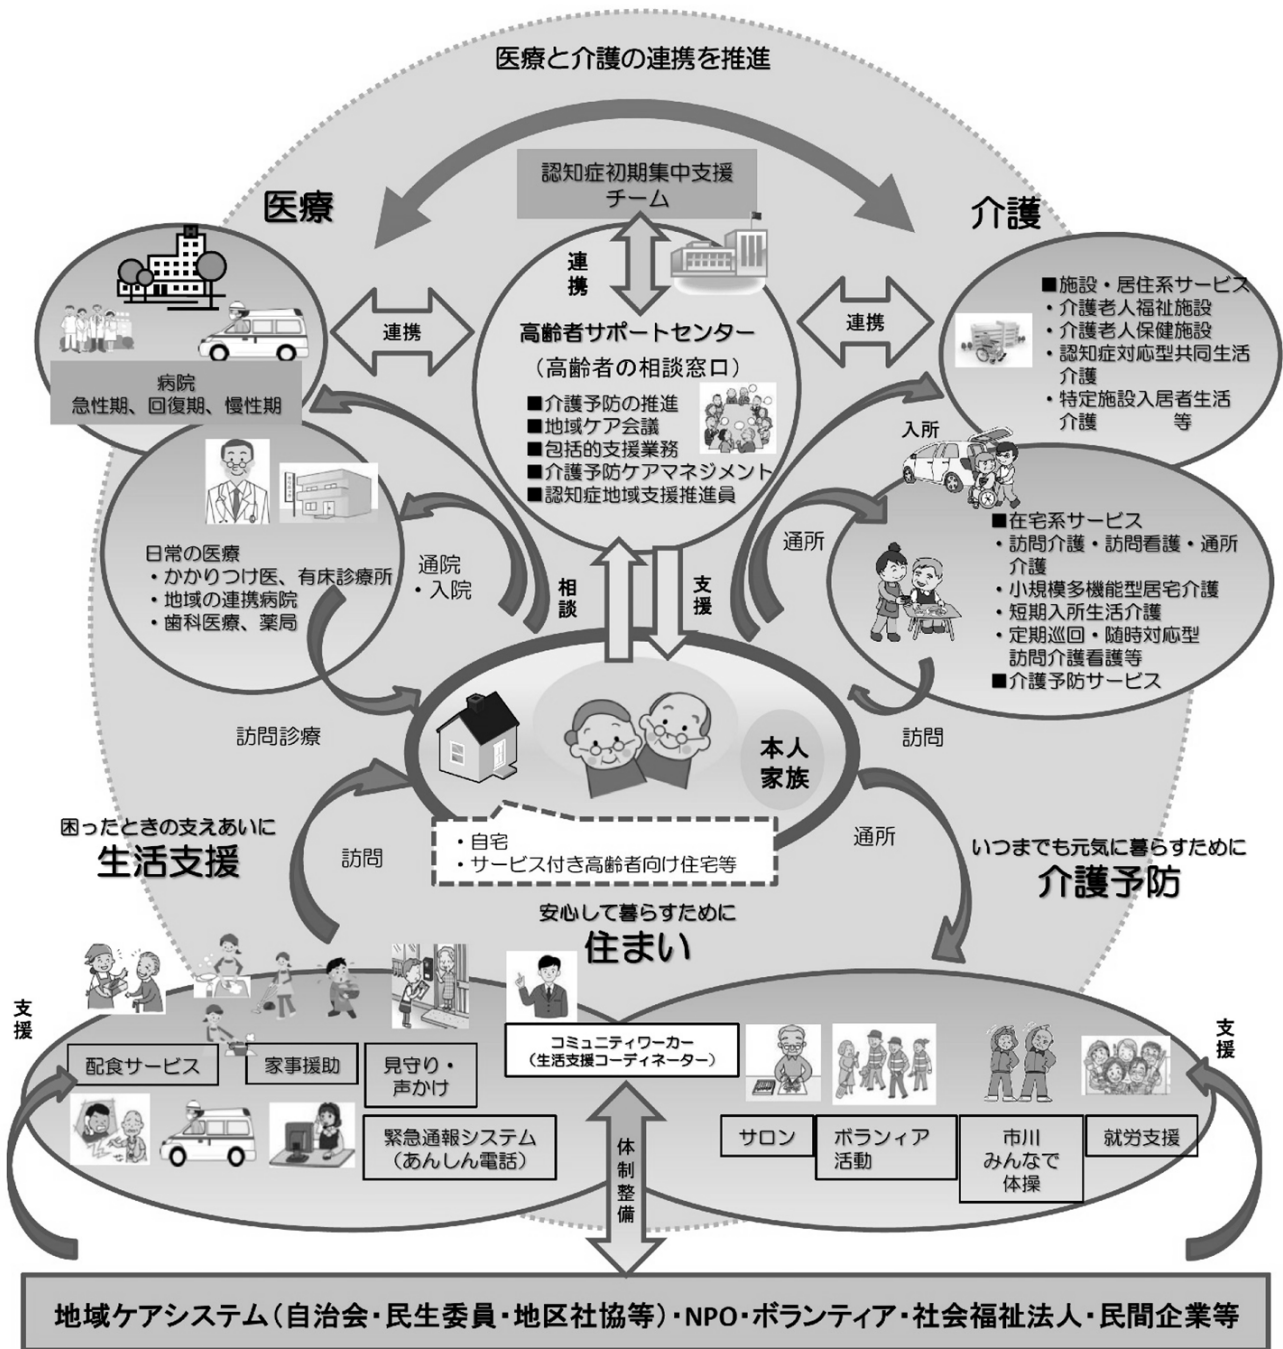 医療と介護の連携を推進
認知症初期集中支援
チーム
医療
介護
連
携
連携
連携
高齢者サポートセンター
(高齢者の相談窓口)
■介護予防の推進
■地域ケア会議
■包括的支援業務
■介護予防ケアマネジメント
■認知症地域支援推進員
H
病院
急性期、回復期、慢性期
■施設・居住系サービス
・介護老人福祉施設
・介護老人保健施設
・認知症対応型共同生活
介護
・特定施設入居者生活
介護 等
入所
日常の医療
・かかりつけ医、有床診療所
・地域の連携病院
・歯科医療、薬局
通院
・入院
相
談
支
援
通所
■在宅系サービス
・訪問介護・訪問看護・通所
介護
・小規模多機能型居宅介護
・短期入所生活介護
・定期巡回・随時対応型
訪問介護看護等
■介護予防サービス
訪問診療
訪問
本人
家族
・自宅
・サービス付き高齢者向け住宅等
困ったときの支えあいに
生活支援
訪問
通所
いつまでも元気に暮らすために
介護予防
安心して暮らすために
住まい
支
援
支
援
コミュニティワーカー
(生活支援コーディネーター)
配食サービス
家事援助
見守り・
声かけ
緊急通報システム
(あんしん電話)
体
制
整
備
サロン
ボランィア
活動
市川
みんなで
体操
就労支援
地域ケアシステム(自治会・民生委員・地区社協等)・NPO・ボランティア・社会福祉法人・民間企業等